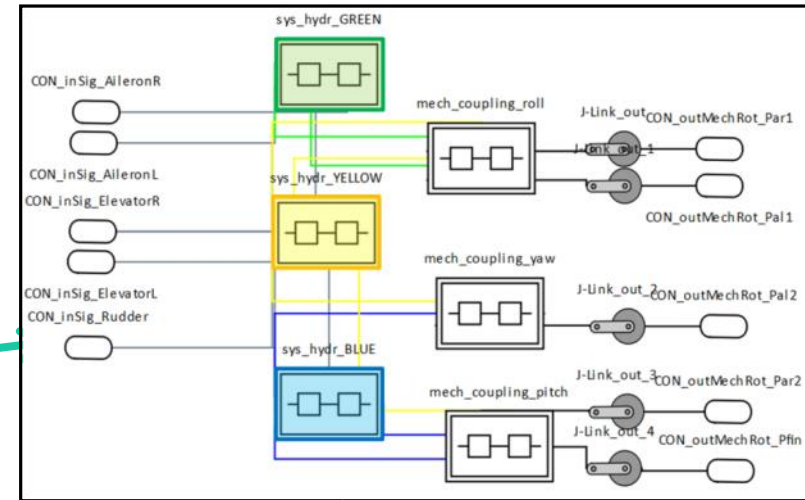 sys_hydr_GREEN
CON_inSig_AileronR
mech_coupling_roll
J-Link_out
CON_outMechRot_Par1
J-Link_out_1
CON_inSig_AileronL
sys_hydr_YELLOW
CON_inSig_ElevatorR
CON_outMechRot_Pal1
mech_coupling_yaw
CON_inSig_ElevatorL
J-Link_out_2
CON_outMechRot_Pal2
CON_inSig_Rudder
sys_hydr_BLUE
J-Link_out_3
CON_outMechRot_Par2
mech_coupling_pitch
J-Link_out_4
CON_outMechRot_Pfin